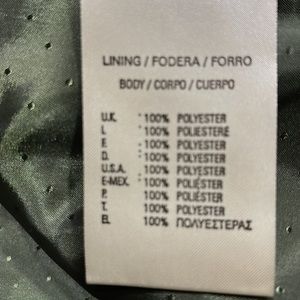 LINING / FODERA / FORRO
BODY / CORPO / CUERPO
U.K. : 100% POLYESTER
I. : 100% POLIESTERE
F. : 100% POLYESTER
D. : 100% POLYESTER
U.S.A. : 100% POLYESTER
E-MEX. : 100% POLIÉSTER
P. : 100% POLIÉSTER
T. : 100% POLYESTER
EL 100% ΠΟΛΥΕΣΤΕΡΑΣ